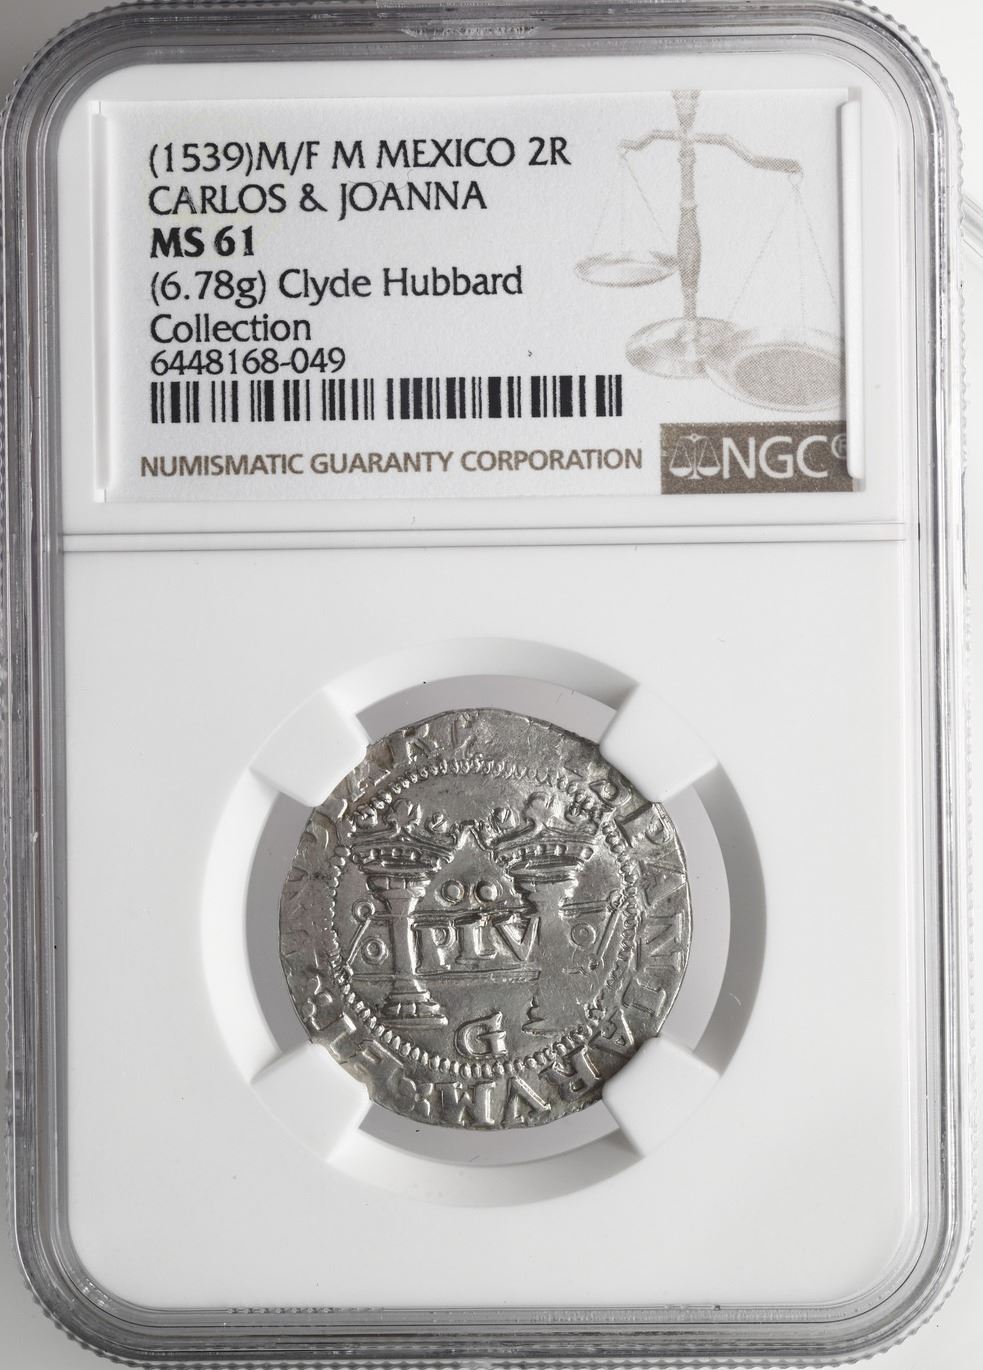 (1539)M/F M MEXICO 2R
CARLOS & JOANNA
MS 61
(6.78g) Clyde Hubbard
Collection
6448168-049
NUMISMATIC GUARANTY CORPORATION
NGC®
PLV
G